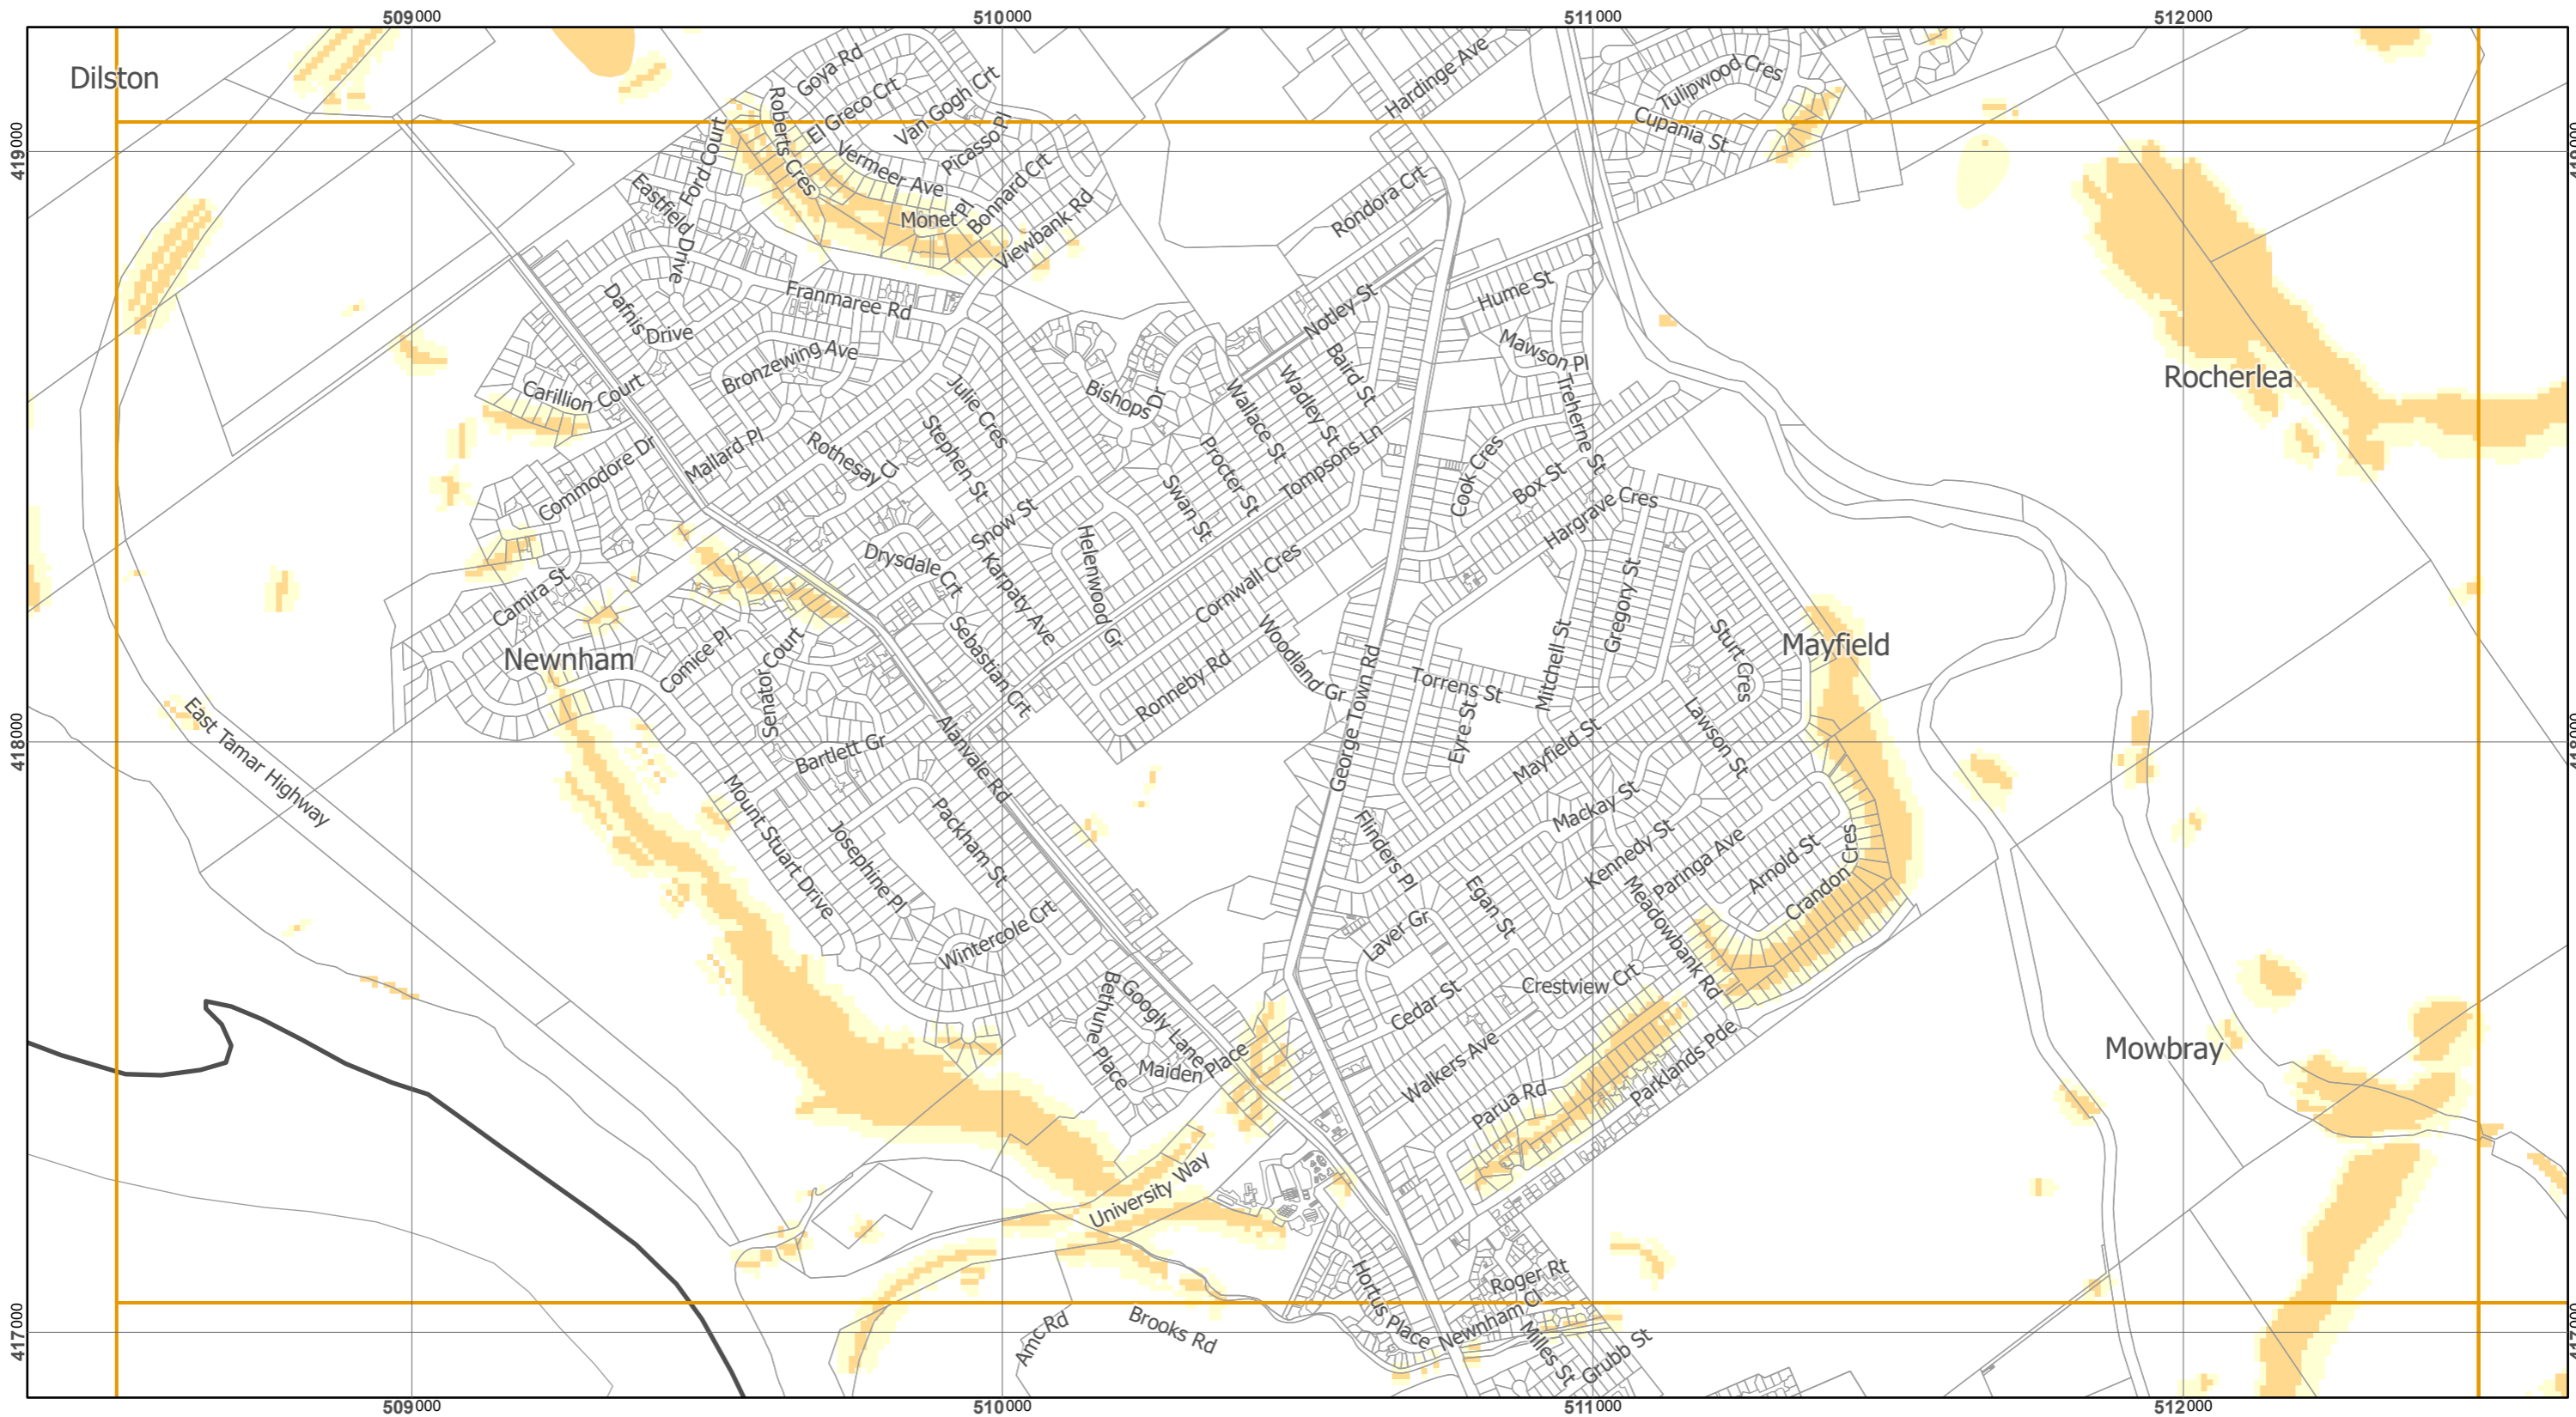 509000 510000 511000 512000
Dilston
419000
419000
Goya Rd
El Greco Crt
Van Gogh Crt
Roberts Cres
Vermeer Ave
Picasso Pl
Monet Pl
Bonnard Crt
Viewbank Rd
Ford Court
Eastfield Drive
Hardinge Ave
Tulipwood Cres
Cupania St
Rondora Crt
Dafnis Drive
Franmaree Rd
Bronzewing Ave
Notley St
Hume St
Mawson Pl
Treherne St
Rocherlea
Carillion Court
Julie Cres
Bishops Dr
Baird St
Wadley St
Wallace St
Commodore Dr
Mallard Pl
Rothesay Cl
Stephen St
Procter St
Tompsons Ln
Cook Cres
Box St
Hargrave Cres
Snow St
Swan St
Drysdale Crt
Karpaty Ave
Helenwood Gr
Cornwall Cres
Camira St
Gregory St
Newnham
Comice Pl
Senator Court
Sebastian Crt
Woodland Gr
Ronneby Rd
George Town Rd
Torrens St
Mitchell St
Sturt Cres
Mayfield
East Tamar Highway
418000
418000
Bartlett Gr
Alanvale Rd
Eyre St
Mayfield St
Lawson St
Mount Stuart Drive
Josephine Pl
Packham St
Flinders Pl
Mackay St
Kennedy St
Paringa Ave
Arnold St
Crandon Cres
Wintercole Crt
Laver Gr
Egan St
Meadowbank Rd
Crestview Crt
Cedar St
Bethune Place
Googly Lane
Maiden Place
Walkers Ave
Parua Rd
Parklands Pde
Mowbray
University Way
Hortus Place
Roger Rt
Newnham Cl
Amc Rd
Brooks Rd
Milles St
Grubb St
417000
417000
509000 510000 511000 512000